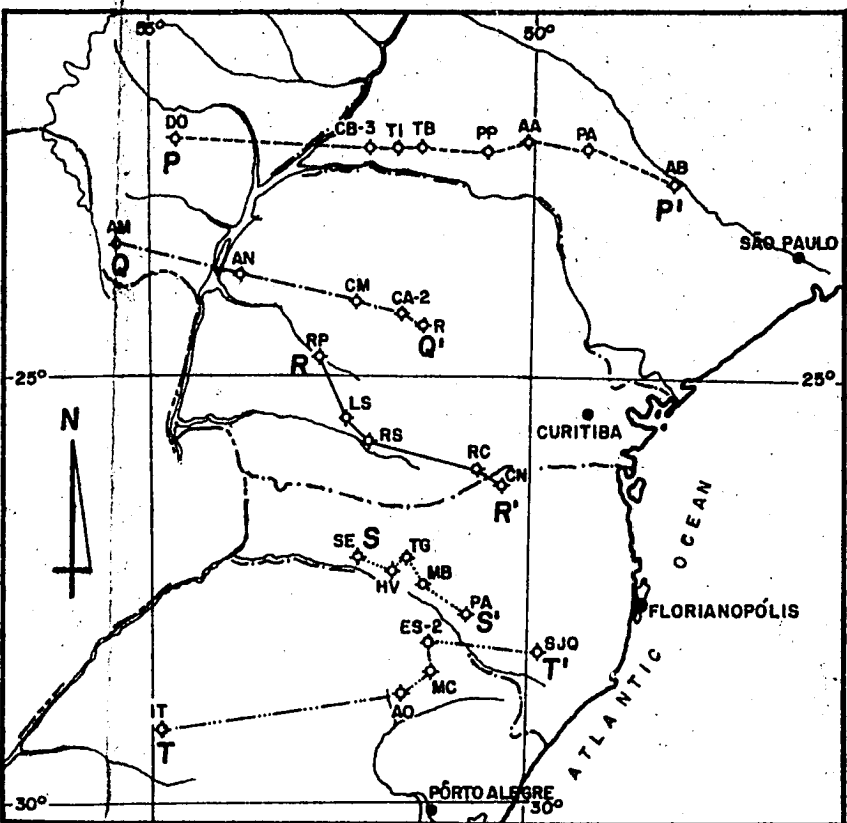 55° 50°
DO CB-3 TI TB PP AA PA AB
P P'
AM AN CM CA-2 R
Q Q'
SÃO PAULO
RP
R
25° 25°
LS
RS
N
CURITIBA
RC CN
R'
OCEAN
SE S TG
HV MB
PA
S'
FLORIANOPÓLIS
ES-2 SJQ
T'
ATLANTIC
MC
AO
IT
T
30° 30°
PÔRTO ALEGRE